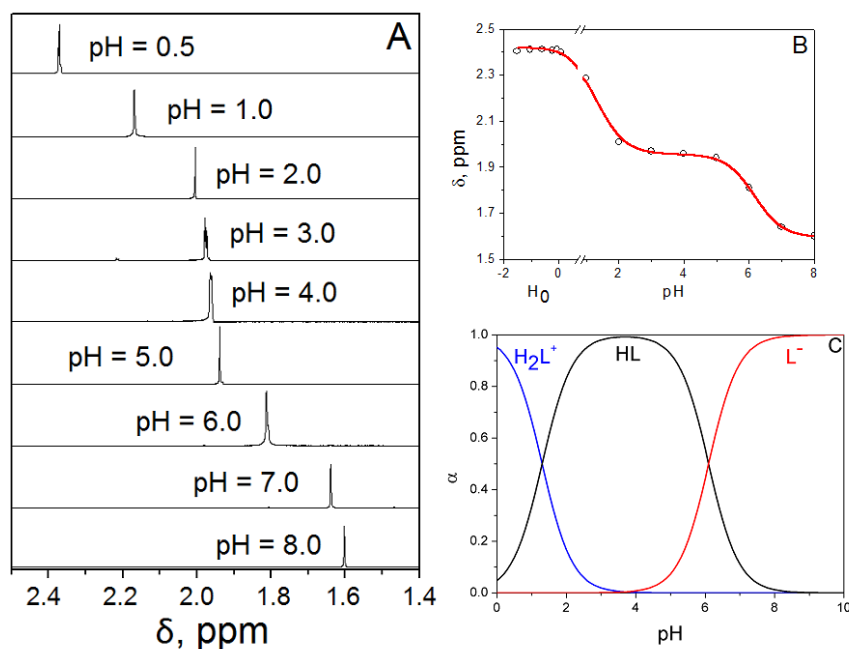 A
pH = 0.5
pH = 1.0
pH = 2.0
pH = 3.0
pH = 4.0
pH = 5.0
pH = 6.0
pH = 7.0
pH = 8.0
2.4 2.2 2.0 1.8 1.6 1.4
δ, ppm
B
2.5
2.3
2.1
1.9
1.7
1.5
δ, ppm
-2 0 2 4 6 8
H₀ pH
C
H₂L⁺ HL L⁻
1.0
0.8
0.6
0.4
0.2
0.0
α
0 2 4 6 8 10
pH